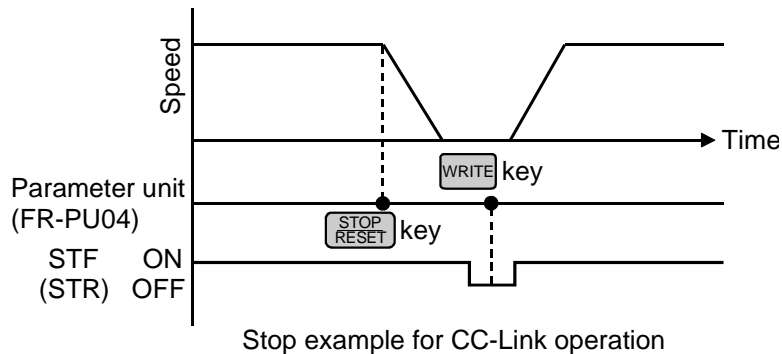 Speed
Time
WRITE key
Parameter unit
(FR-PU04)
STOP
RESET key
STF ON
(STR) OFF
Stop example for CC-Link operation